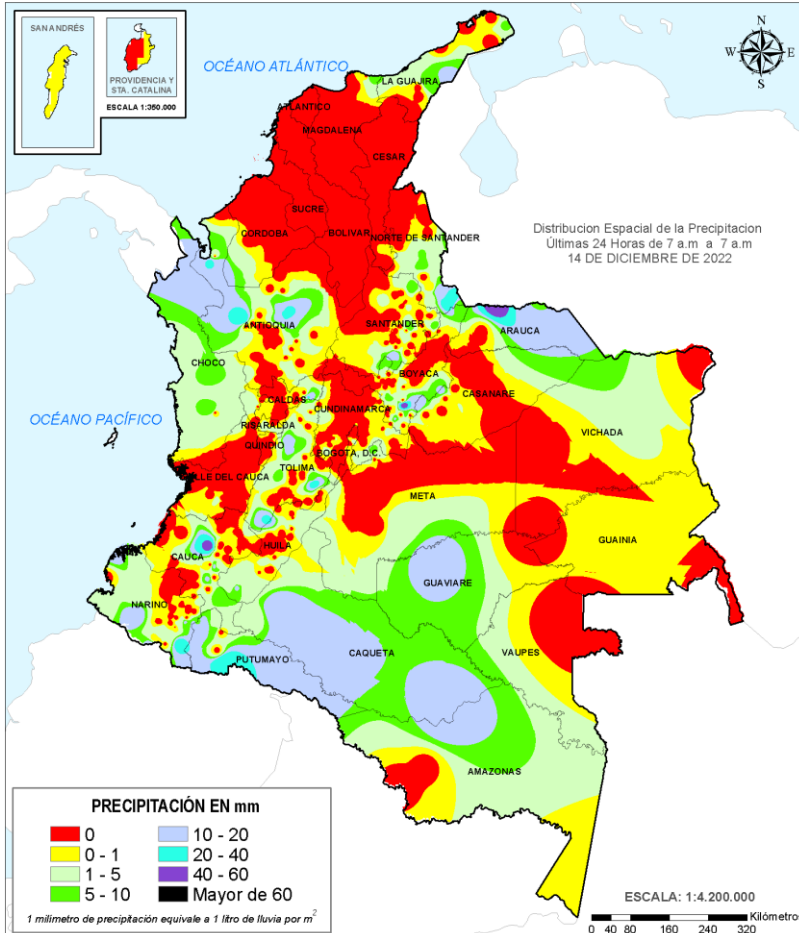 SAN ANDRÉS
PROVIDENCIA Y
STA. CATALINA
ESCALA 1:350.000
OCÉANO ATLÁNTICO
N
W E
S
LA GUAJIRA
ATLANTICO
MAGDALENA
CESAR
SUCRE
CORDOBA
BOLIVAR
NORTE DE SANTANDER
Distribucion Espacial de la Precipitacion
Últimas 24 Horas de 7 a.m a 7 a.m
14 DE DICIEMBRE DE 2022
ANTIOQUIA
SANTANDER
ARAUCA
CHOCO
BOYACA
CASANARE
CALDAS
CUNDINAMARCA
OCÉANO PACÍFICO
RISARALDA
VICHADA
QUINDIO
BOGOTA, D.C.
TOLIMA
LLE DEL CAUCA
META
GUAINIA
CAUCA
HUILA
GUAVIARE
NARIÑO
PUTUMAYO
CAQUETA
VAUPES
AMAZONAS
PRECIPITACIÓN EN mm
0
0 - 1
1 - 5
5 - 10
10 - 20
20 - 40
40 - 60
Mayor de 60
1 milimetro de precipitación equivale a 1 litro de lluvia por m2
ESCALA: 1:4.200.000
Kilómetros
0 40 80 160 240 320